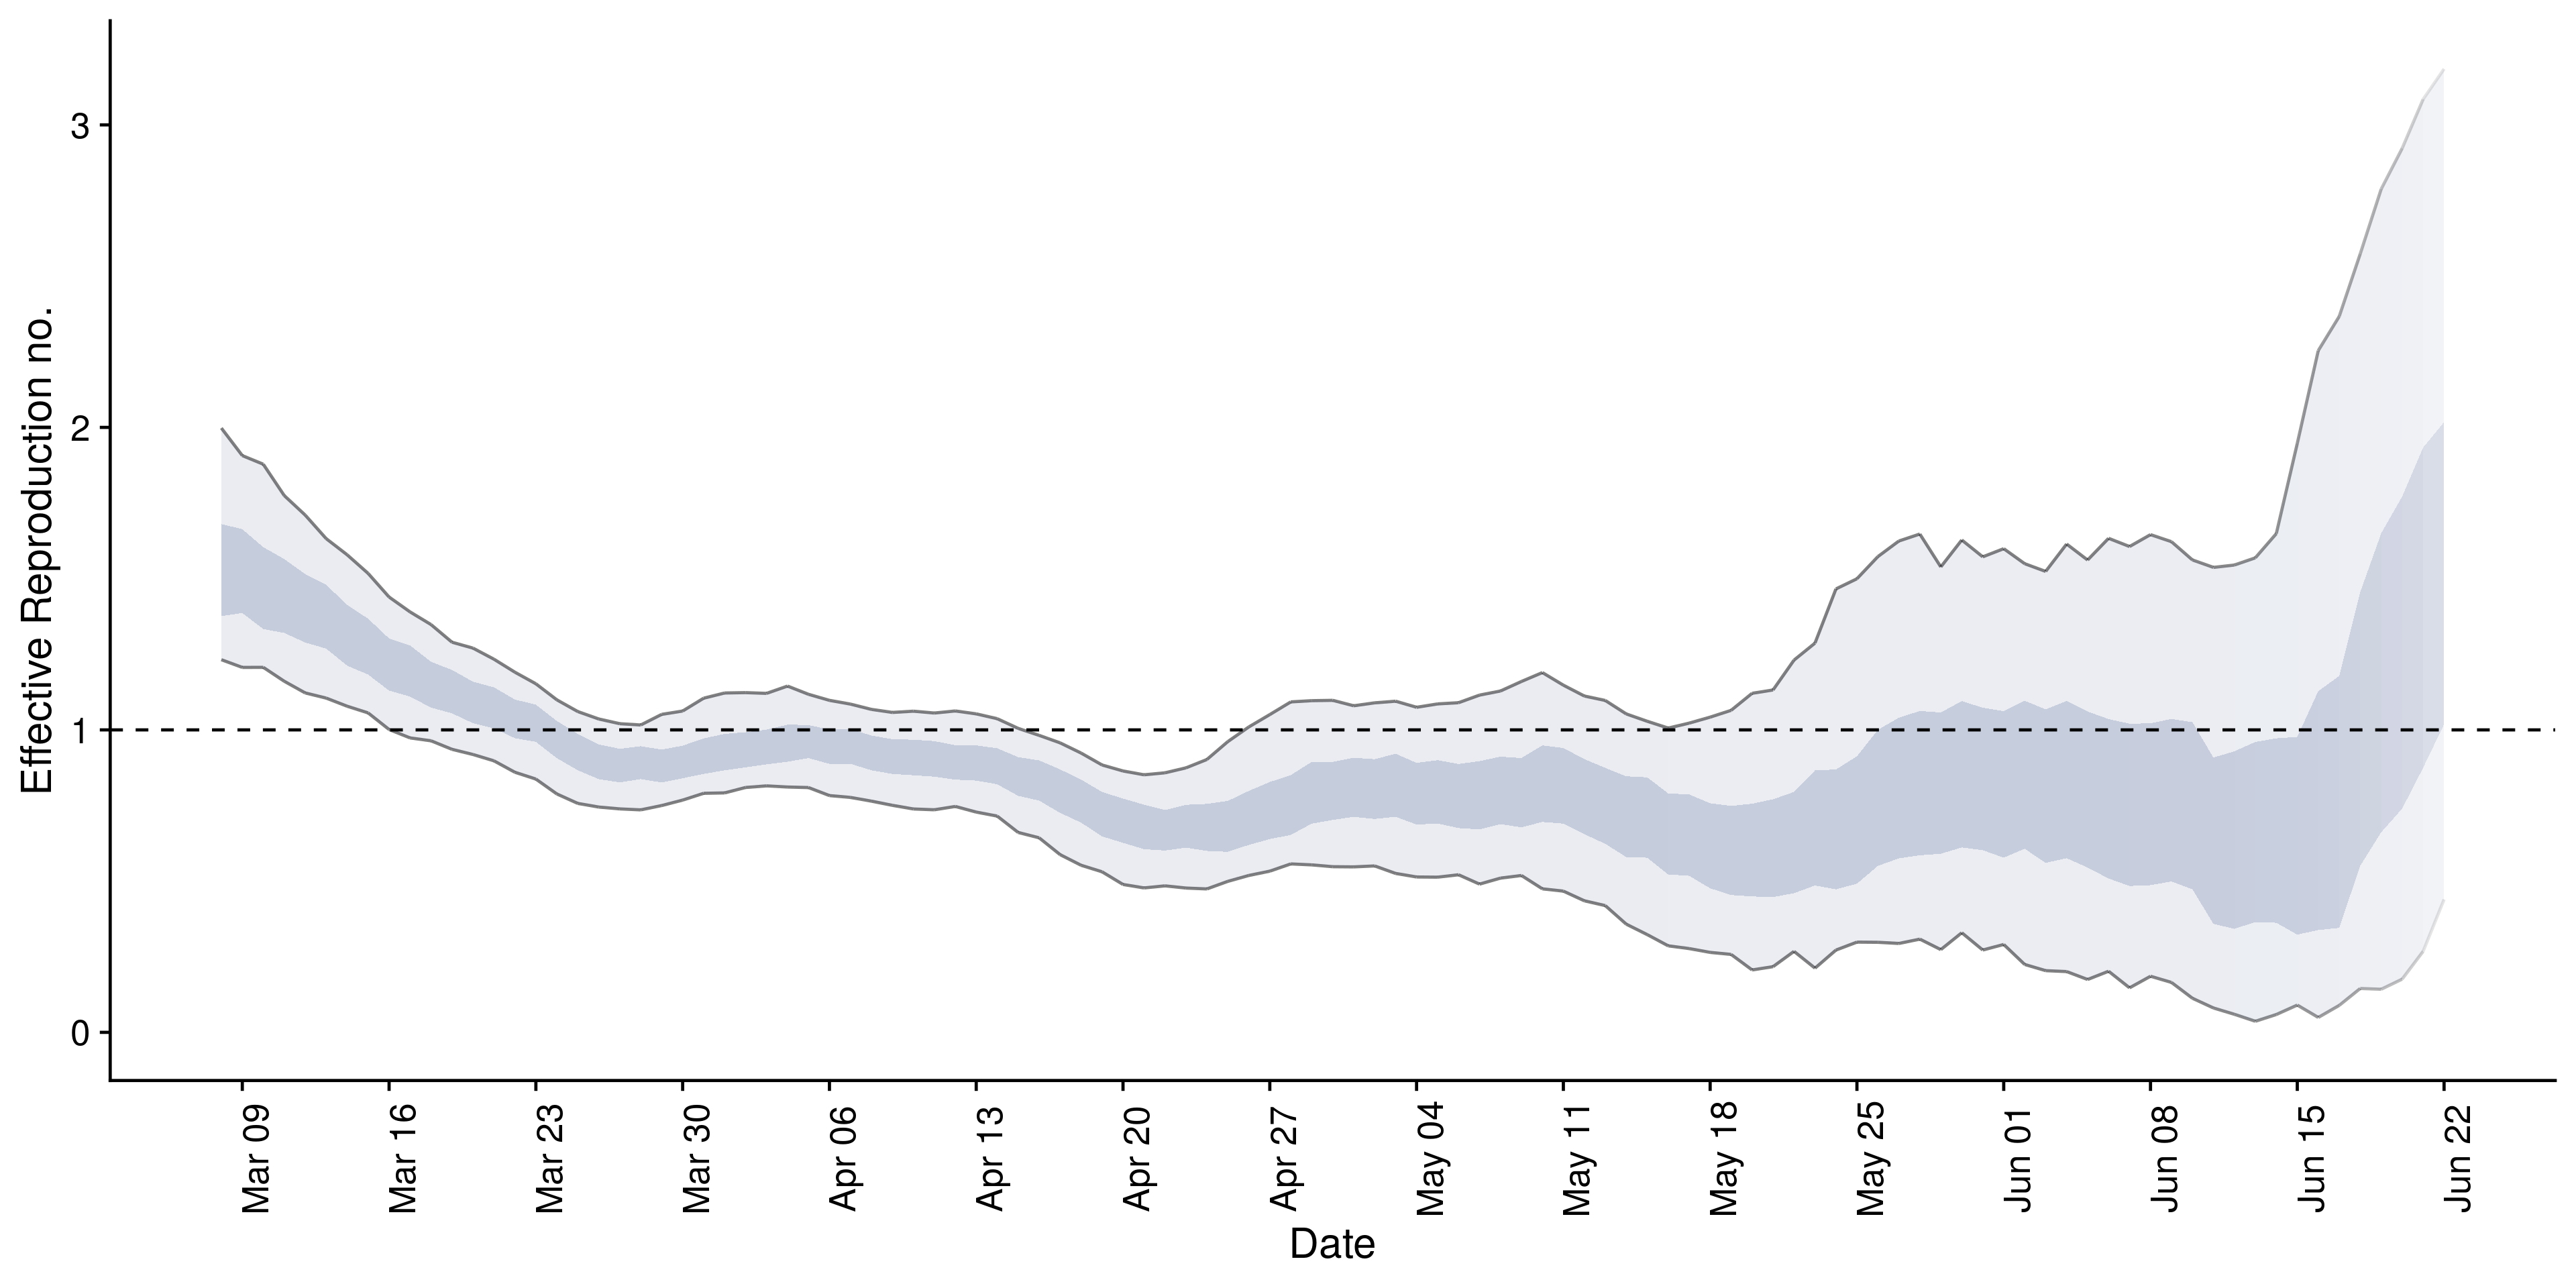 Effective Reproduction no.
3
2
1
0
Mar 09
Mar 16
Mar 23
Mar 30
Apr 06
Apr 13
Apr 20
Apr 27
May 04
May 11
May 18
May 25
Jun 01
Jun 08
Jun 15
Jun 22
Date